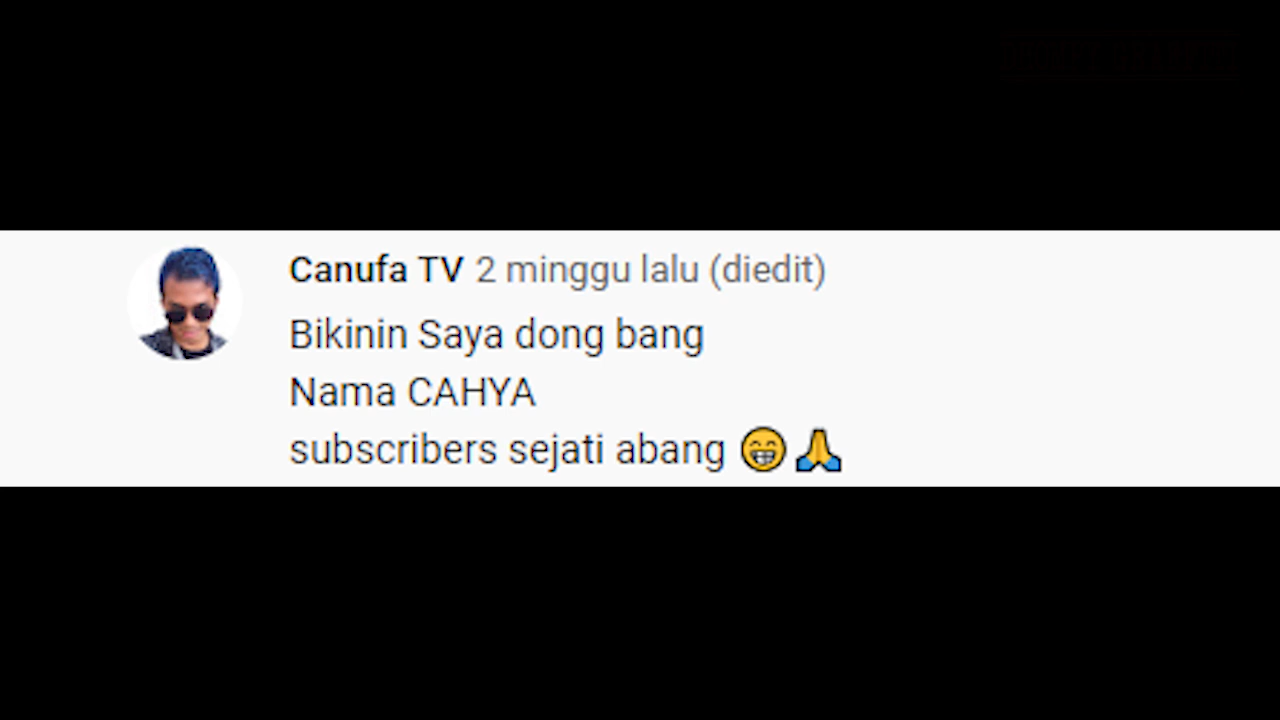 Canufa TV 2 minggu lalu (diedit)
Bikinin Saya dong bang
Nama CAHYA
subscribers sejati abang 😁🙏